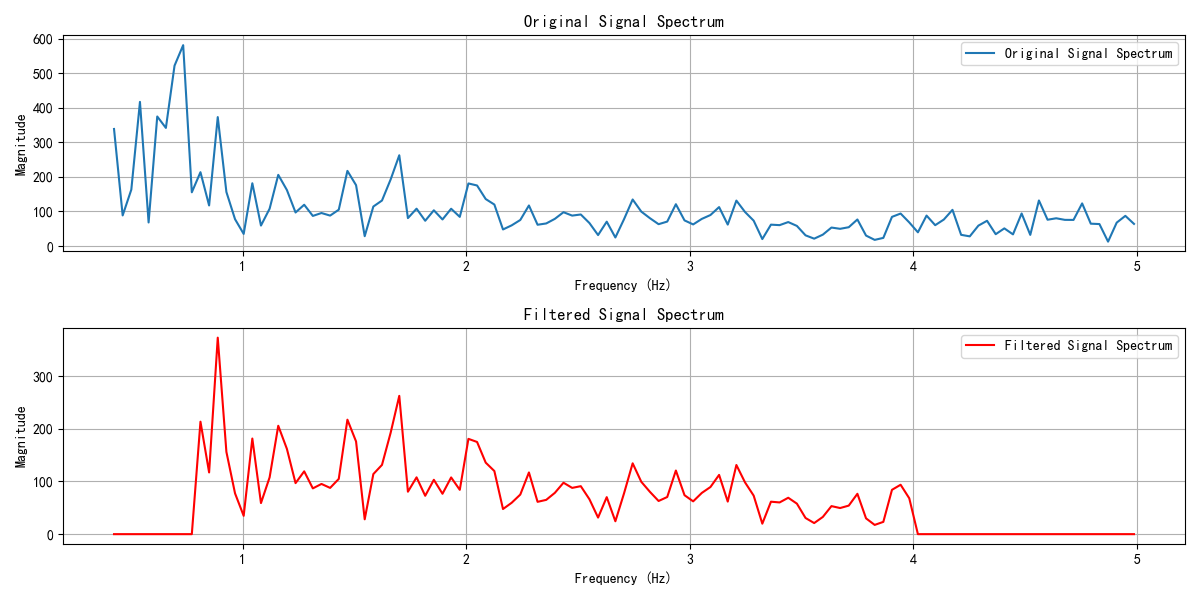 Original Signal Spectrum
Original Signal Spectrum
Magnitude
600
500
400
300
200
100
0
1 2 3 4 5
Frequency (Hz)
Filtered Signal Spectrum
Filtered Signal Spectrum
Magnitude
300
200
100
0
1 2 3 4 5
Frequency (Hz)